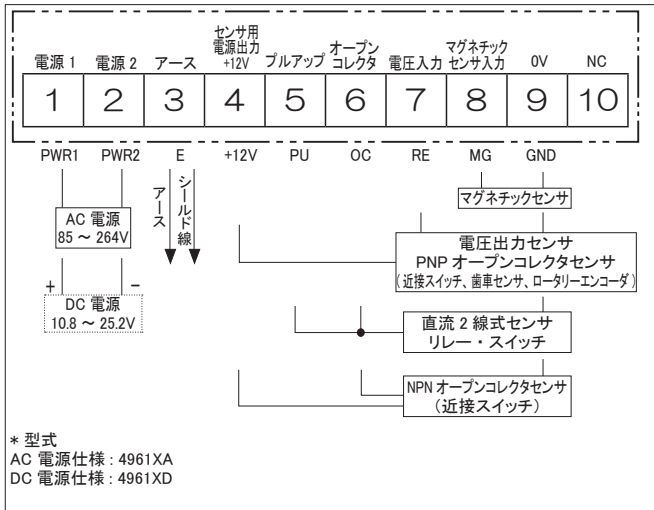 電源 1
電源 2
アース
センサ用
電源出力
+12V
プルアップ
オープン
コレクタ
電圧入力
マグネチック
センサ入力
0V
NC
1
2
3
4
5
6
7
8
9
10
PWR1
PWR2
E
+12V
PU
OC
RE
MG
GND
アース
シールド線
マグネチックセンサ
AC 電源
85 ～ 264V
電圧出力センサ
PNP オープンコレクタセンサ
(近接スイッチ、歯車センサ、ロータリーエンコーダ)
+
−
DC 電源
10.8 ～ 25.2V
直流 2 線式センサ
リレー・スイッチ
NPN オープンコレクタセンサ
(近接スイッチ)
* 型式
AC 電源仕様 : 4961XA
DC 電源仕様 : 4961XD